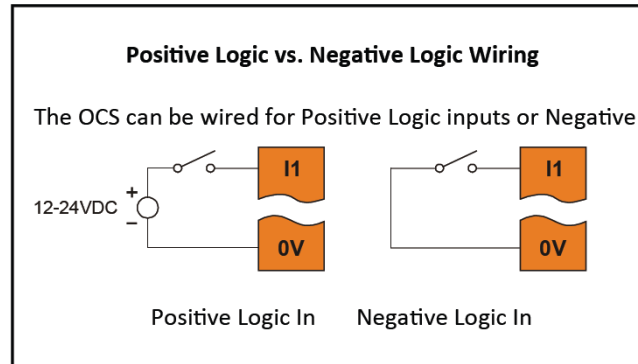 Positive Logic vs. Negative Logic Wiring
The OCS can be wired for Positive Logic inputs or Negative
I1
I1
+
12-24VDC
−
0V
0V
Positive Logic In
Negative Logic In